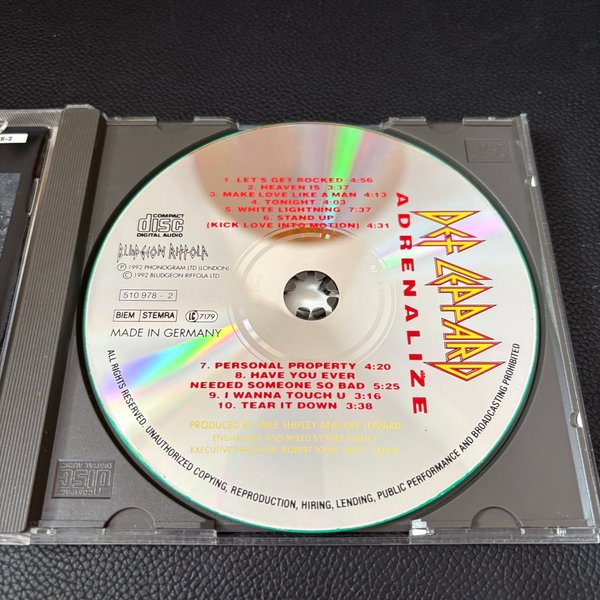 8-2
1. LET'S GET ROCKED 4:56
2. HEAVEN IS 3:37
3. MAKE LOVE LIKE A MAN 4:13
4. TONIGHT 4:03
5. WHITE LIGHTNING 7:37
6. STAND UP
(KICK LOVE INTO MOTION) 4:31
COMPACT
disc
DIGITAL AUDIO
BLUDGEON RIFFOLA
Ⓟ 1992 PHONOGRAM LTD (LONDON)
© 1992 BLUDGEON RIFFOLA LTD
510 978 - 2
BIEM STEMRA LC 7179
MADE IN GERMANY
DEF LEPPARD
ADRENALIZE
7. PERSONAL PROPERTY 4:20
8. HAVE YOU EVER
NEEDED SOMEONE SO BAD 5:25
9. I WANNA TOUCH U 3:16
10. TEAR IT DOWN 3:38
PRODUCED BY MIKE SHIPLEY AND DEF LEPPARD
ENGINEERED AND MIXED BY MIKE SHIPLEY
EXECUTIVE PRODUCER: ROBERT JOHN "MUTT" LANGE
ALL RIGHTS RESERVED. UNAUTHORIZED COPYING, REPRODUCTION, HIRING, LENDING, PUBLIC PERFORMANCE AND BROADCASTING PROHIBITED
COMPACT
disc
DIGITAL AUDIO